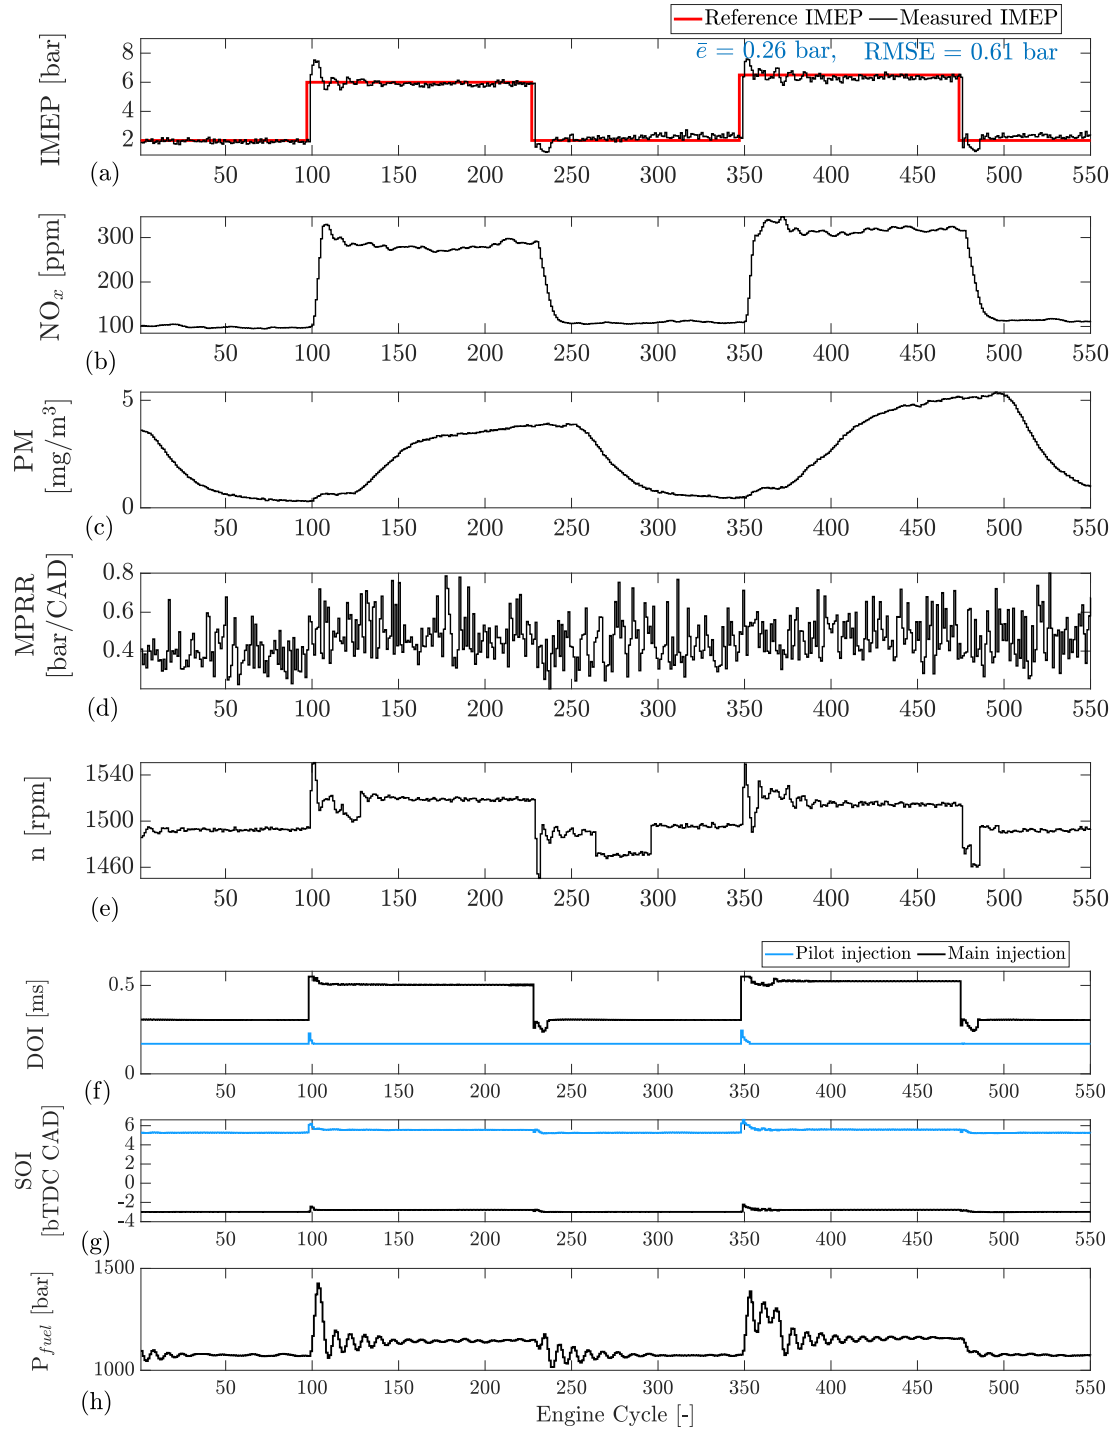 Reference IMEP Measured IMEP
ē = 0.26 bar, RMSE = 0.61 bar
IMEP [bar]
8
6
4
2
50 100 150 200 250 300 350 400 450 500 550
(a)
NOx [ppm]
300
200
100
50 100 150 200 250 300 350 400 450 500 550
(b)
PM
[mg/m³]
5
0
50 100 150 200 250 300 350 400 450 500 550
(c)
MPRR
[bar/CAD]
0.8
0.6
0.4
50 100 150 200 250 300 350 400 450 500 550
(d)
n [rpm]
1540
1500
1460
50 100 150 200 250 300 350 400 450 500 550
(e)
Pilot injection Main injection
DOI [ms]
0.5
0
50 100 150 200 250 300 350 400 450 500 550
(f)
SOI
[bTDC CAD]
6
4
2
0
-2
-4
50 100 150 200 250 300 350 400 450 500 550
(g)
Pfuel [bar]
1500
1000
50 100 150 200 250 300 350 400 450 500 550
(h)
Engine Cycle [-]